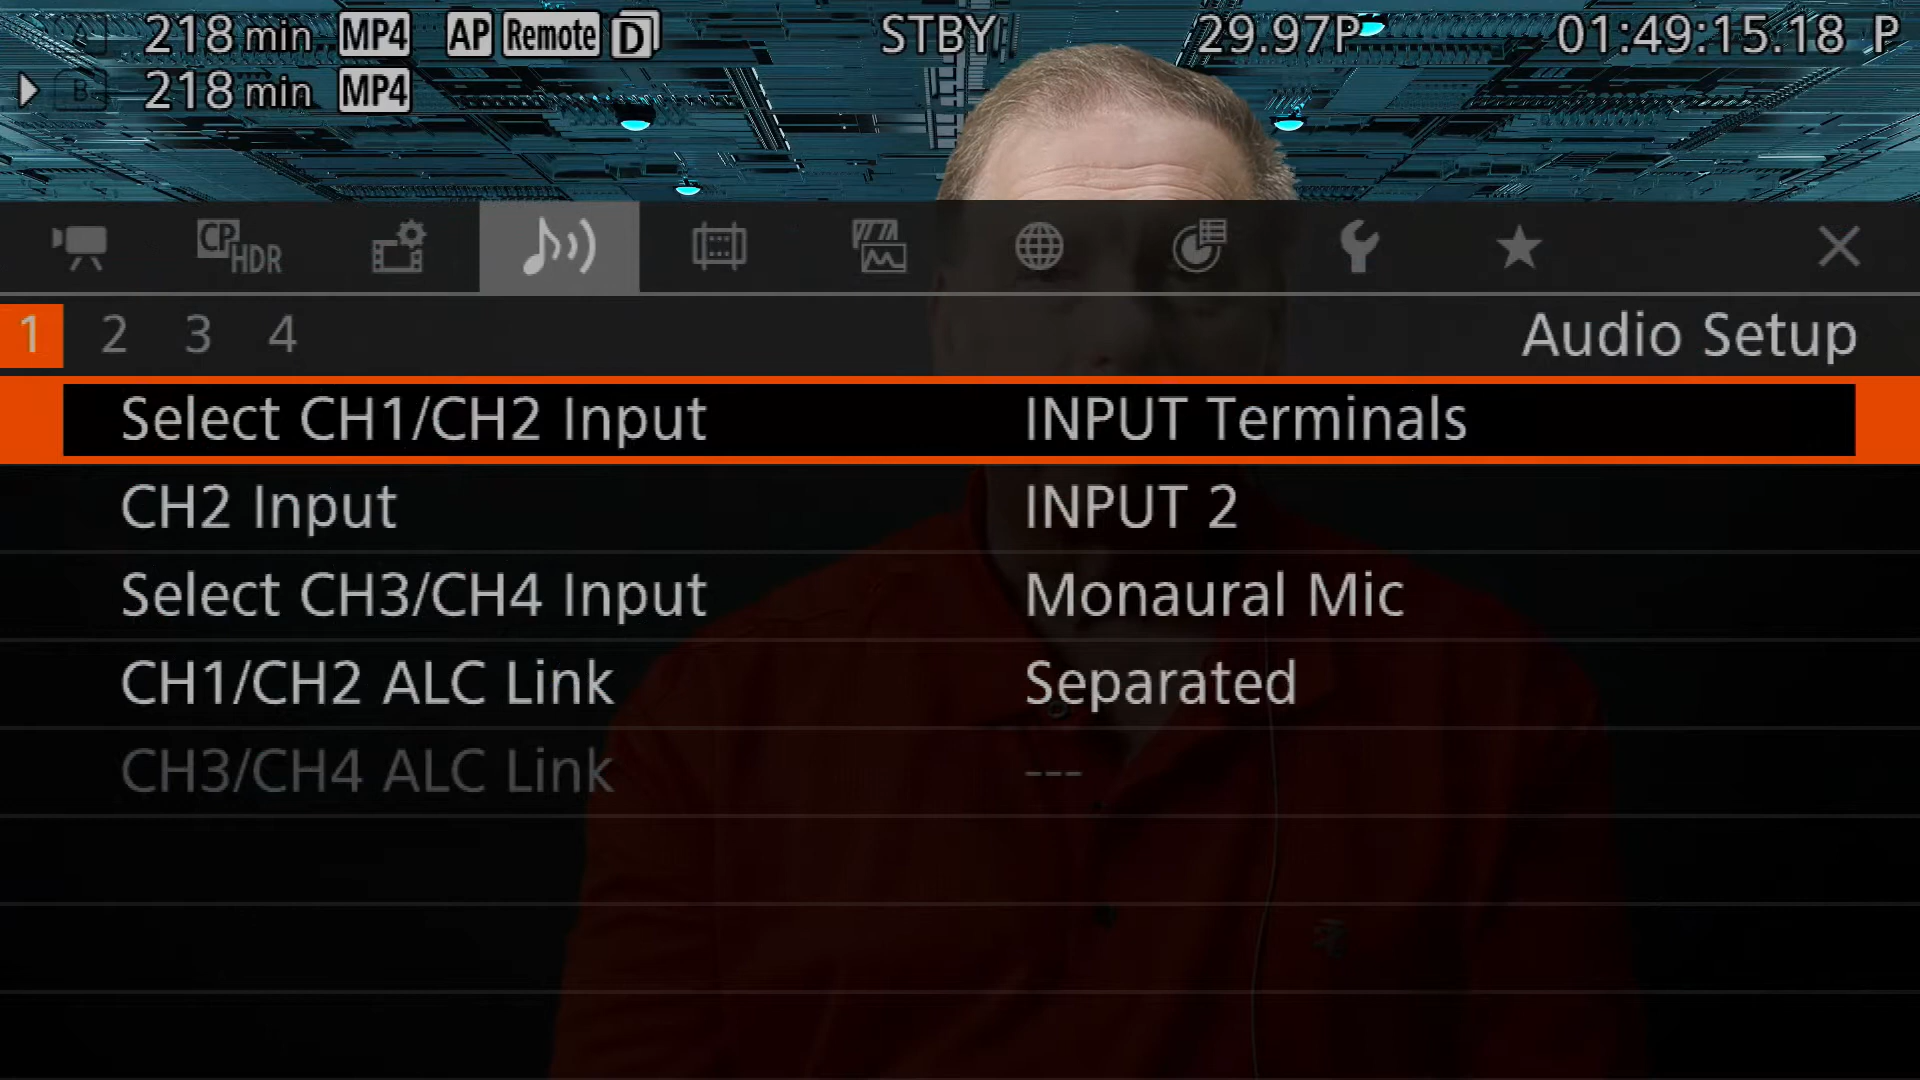 A 218 min MP4 AP Remote D STBY 29.97P 01:49:15.18 P
B 218 min MP4
CP HDR
1 2 3 4 Audio Setup
Select CH1/CH2 Input INPUT Terminals
CH2 Input INPUT 2
Select CH3/CH4 Input Monaural Mic
CH1/CH2 ALC Link Separated
CH3/CH4 ALC Link ---